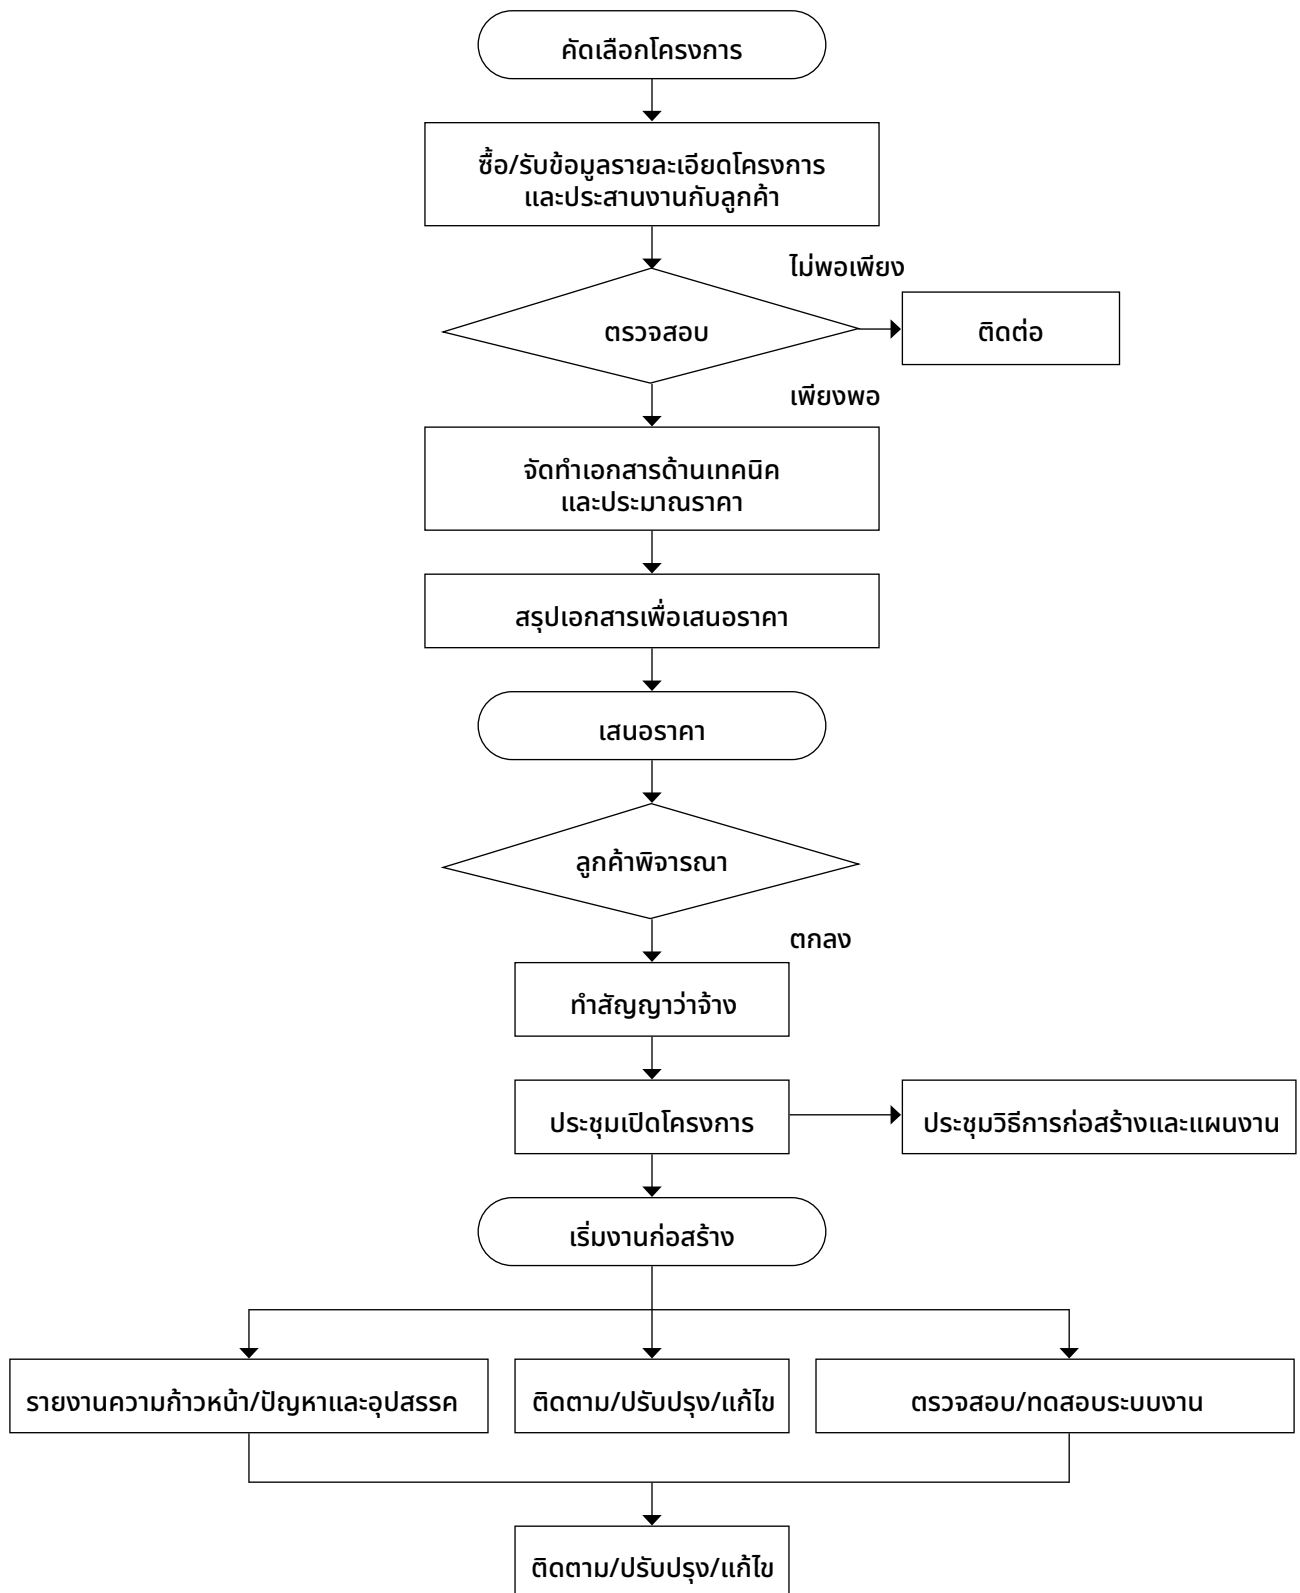 คัดเลือกโครงการ
ซื้อ/รับข้อมูลรายละเอียดโครงการ
และประสานงานกับลูกค้า
ไม่พอเพียง
ตรวจสอบ
ติดต่อ
เพียงพอ
จัดทำเอกสารด้านเทคนิค
และประมาณราคา
สรุปเอกสารเพื่อเสนอราคา
เสนอราคา
ลูกค้าพิจารณา
ตกลง
ทำสัญญาว่าจ้าง
ประชุมเปิดโครงการ
ประชุมวิธีการก่อสร้างและแผนงาน
เริ่มงานก่อสร้าง
รายงานความก้าวหน้า/ปัญหาและอุปสรรค
ติดตาม/ปรับปรุง/แก้ไข
ตรวจสอบ/ทดสอบระบบงาน
ติดตาม/ปรับปรุง/แก้ไข